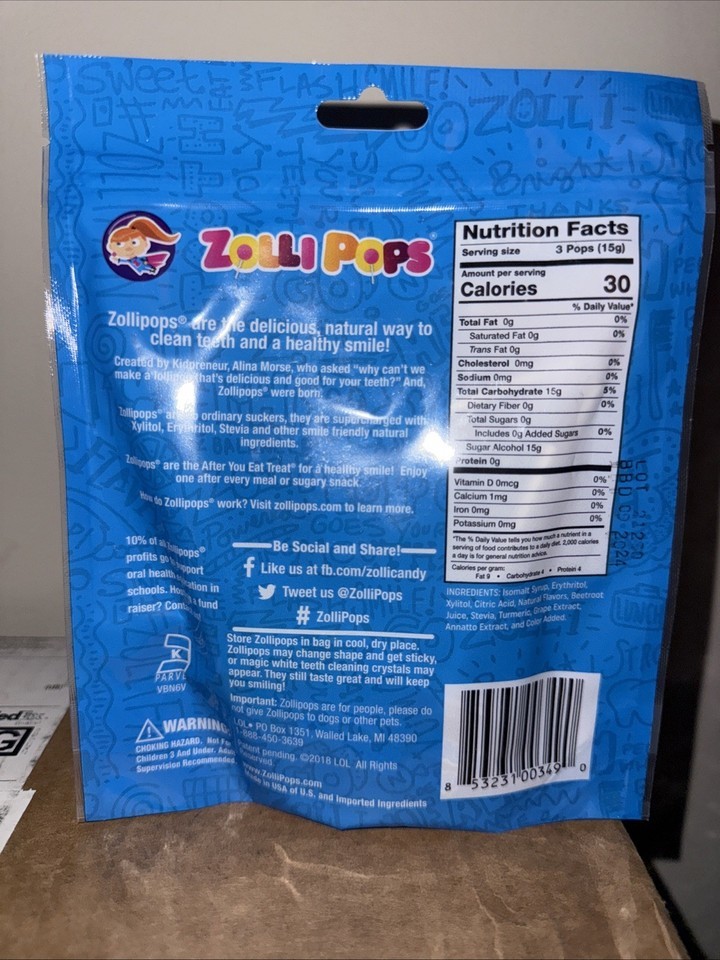 Sweet
FLASH
SMILE!
ZOLLI
Bright!
THANKS
ZOLLI POPS
Zollipops® are the delicious, natural way to
clean teeth and a healthy smile!
Created by Kidpreneur, Alina Morse, who asked “why can't we
make a lollipop that's delicious and good for your teeth?” And,
Zollipops® were born.
Zollipops® are no ordinary suckers, they are supercharged with
Xylitol, Erythritol, Stevia and other smile friendly natural
ingredients.
Zollipops® are the After You Eat Treat® for a healthy smile! Enjoy
one after every meal or sugary snack.
How do Zollipops® work? Visit zollipops.com to learn more.
10% of all Zollipops®
profits go to support
oral health education in
schools.
raiser? fund
Be Social and Share!
Like us at fb.com/zollicandy
Tweet us @ZolliPops
# ZolliPops
Store Zollipops in bag in cool, dry place.
Zollipops may change shape and get sticky,
or magic white teeth cleaning crystals may
appear. They still taste great and will keep
you smiling!
Important: Zollipops are for people, please do
not give Zollipops to dogs or other pets.
LOL• PO Box 1351, Walled Lake, MI 48390
1-888-450-3639
Patent pending. ©2018 LOL All Rights
Reserved.
www.ZolliPops.com
Made in USA of U.S. and Imported Ingredients
K
PARVE
VBN6V
WARNING
CHOKING HAZARD. Not For
Children 3 And Under. Adult
Supervision Recommended.
Nutrition Facts
Serving size 3 Pops (15g)
Amount per serving
Calories 30
% Daily Value*
Total Fat 0g 0%
Saturated Fat 0g 0%
Trans Fat 0g
Cholesterol 0mg 0%
Sodium 0mg 0%
Total Carbohydrate 15g 5%
Dietary Fiber 0g 0%
Total Sugars 0g
Includes 0g Added Sugars 0%
Sugar Alcohol 15g
Protein 0g
Vitamin D 0mcg 0%
Calcium 1mg 0%
Iron 0mg 0%
Potassium 0mg 0%
*The % Daily Value tells you how much a nutrient in a
serving of food contributes to a daily diet. 2,000 calories
a day is used for general nutrition advice.
Calories per gram:
Fat 9 • Carbohydrate 4 • Protein 4
INGREDIENTS: Isomalt Syrup, Erythritol,
Xylitol, Citric Acid, Natural Flavors, Beetroot
Juice, Stevia, Turmeric, Grape Extract,
Annatto Extract, and Color Added.
LOT
BBD 09 2024
8 53231 00349 0